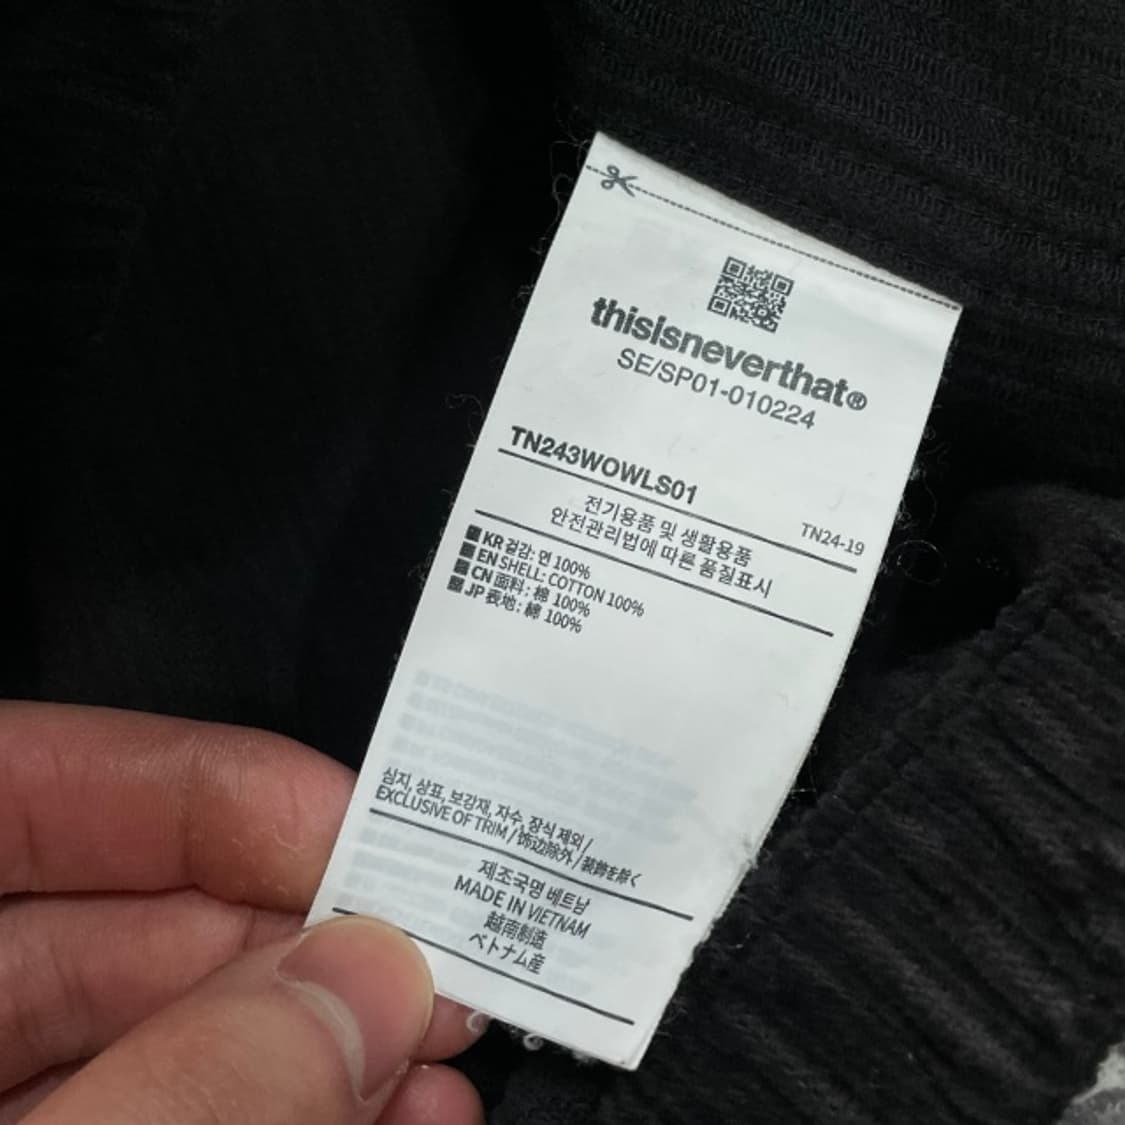 thisisneverthat®
SE/SP01-010224
TN243WOWLS01
TN24-19
전기용품 및 생활용품
안전관리법에 따른 품질표시
KR 겉감: 면 100%
EN SHELL: COTTON 100%
CN 面料: 棉 100%
JP 表地: 綿 100%
심지, 상표, 보강재, 자수, 장식 제외 /
EXCLUSIVE OF TRIM / 饰边除外 / 装飾を除く
제조국명 베트남
MADE IN VIETNAM
越南制造
ベトナム産